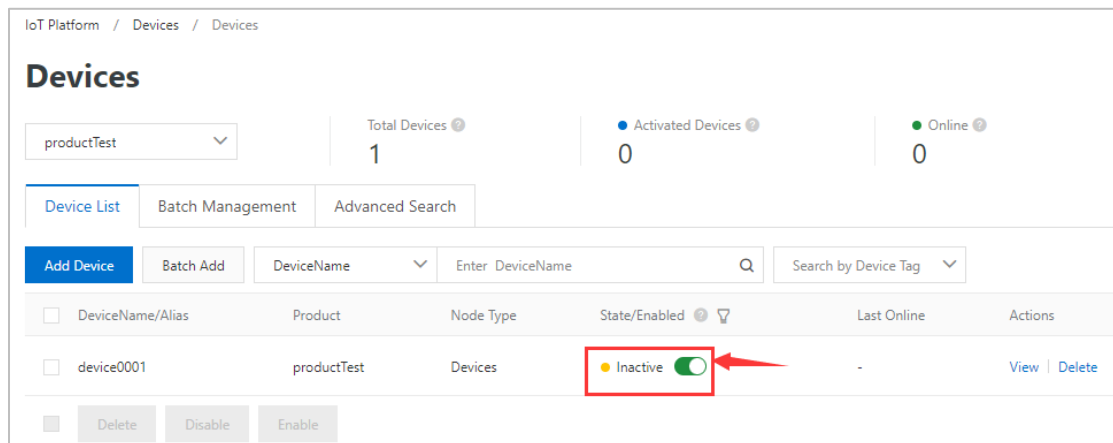 IoT Platform / Devices / Devices
Devices
productTest
Total Devices
1
Activated Devices
0
Online
0
Device List Batch Management Advanced Search
Add Device Batch Add DeviceName Enter DeviceName Search by Device Tag
DeviceName/Alias Product Node Type State/Enabled Last Online Actions
device0001 productTest Devices Inactive - View Delete
Delete Disable Enable